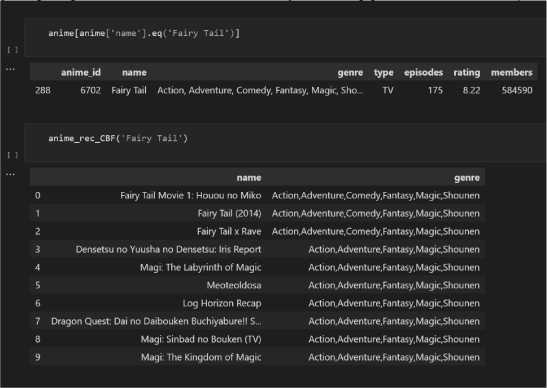 anime[anime['name'].eq('Fairy Tail')]
[ ]
...
anime_id name genre type episodes rating members
288 6702 Fairy Tail Action, Adventure, Comedy, Fantasy, Magic, Sho... TV 175 8.22 584590
anime_rec_CBF('Fairy Tail')
[ ]
...
name genre
0 Fairy Tail Movie 1: Houou no Miko Action,Adventure,Comedy,Fantasy,Magic,Shounen
1 Fairy Tail (2014) Action,Adventure,Comedy,Fantasy,Magic,Shounen
2 Fairy Tail x Rave Action,Adventure,Comedy,Fantasy,Magic,Shounen
3 Densetsu no Yuusha no Densetsu: Iris Report Action,Adventure,Fantasy,Magic,Shounen
4 Magi: The Labyrinth of Magic Action,Adventure,Fantasy,Magic,Shounen
5 Meoteoldosa Action,Adventure,Fantasy,Magic,Shounen
6 Log Horizon Recap Action,Adventure,Fantasy,Magic,Shounen
7 Dragon Quest: Dai no Daibouken Buchiyabure!! S... Action,Adventure,Fantasy,Magic,Shounen
8 Magi: Sinbad no Bouken (TV) Action,Adventure,Fantasy,Magic,Shounen
9 Magi: The Kingdom of Magic Action,Adventure,Fantasy,Magic,Shounen